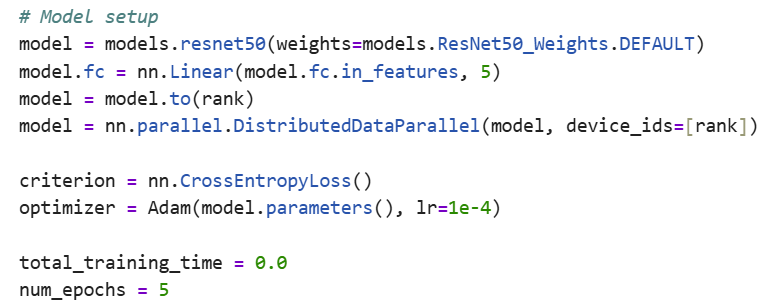 # Model setup
model = models.resnet50(weights=models.ResNet50_Weights.DEFAULT)
model.fc = nn.Linear(model.fc.in_features, 5)
model = model.to(rank)
model = nn.parallel.DistributedDataParallel(model, device_ids=[rank])
criterion = nn.CrossEntropyLoss()
optimizer = Adam(model.parameters(), lr=1e-4)
total_training_time = 0.0
num_epochs = 5